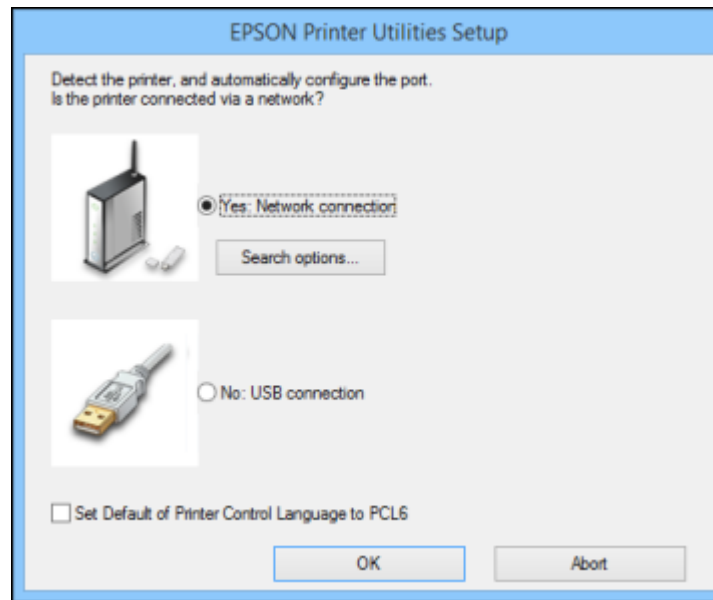 EPSON Printer Utilities Setup
Detect the printer, and automatically configure the port.
Is the printer connected via a network?
Yes: Network connection
Search options...
No: USB connection
Set Default of Printer Control Language to PCL6
OK
Abort